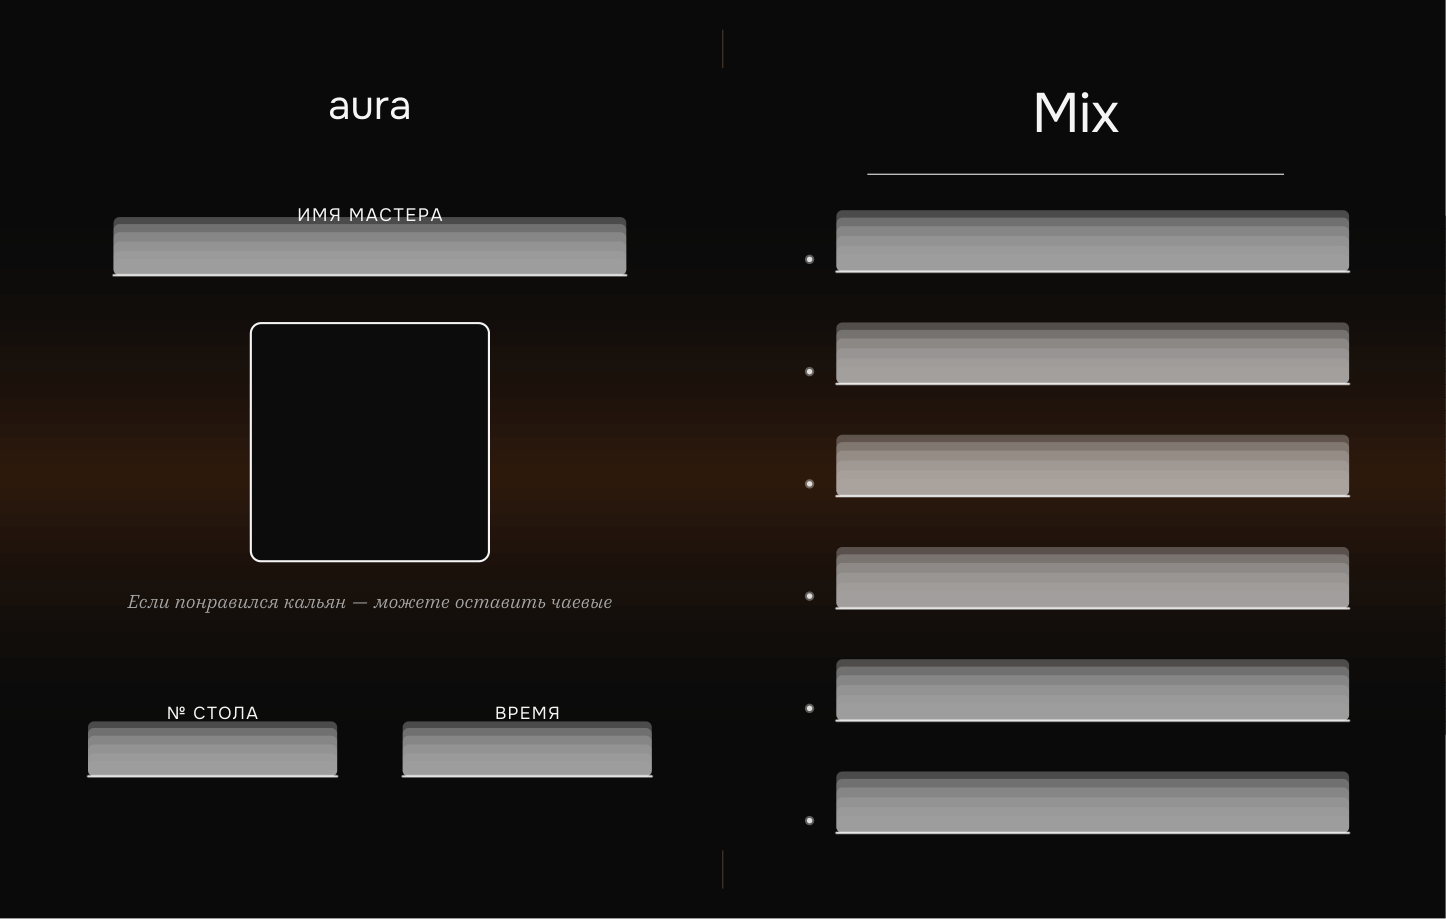 aura
ИМЯ МАСТЕРА
Если понравился кальян — можете оставить чаевые
№ СТОЛА
ВРЕМЯ
Mix